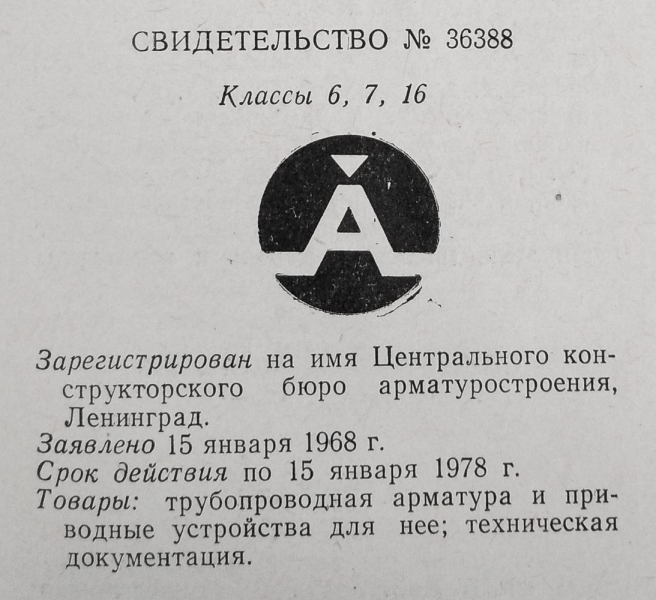 СВИДЕТЕЛЬСТВО № 36388
Классы 6, 7, 16
А
Зарегистрирован на имя Центрального кон-
структорского бюро арматуростроения,
Ленинград.
Заявлено 15 января 1968 г.
Срок действия по 15 января 1978 г.
Товары: трубопроводная арматура и при-
водные устройства для нее; техническая
документация.